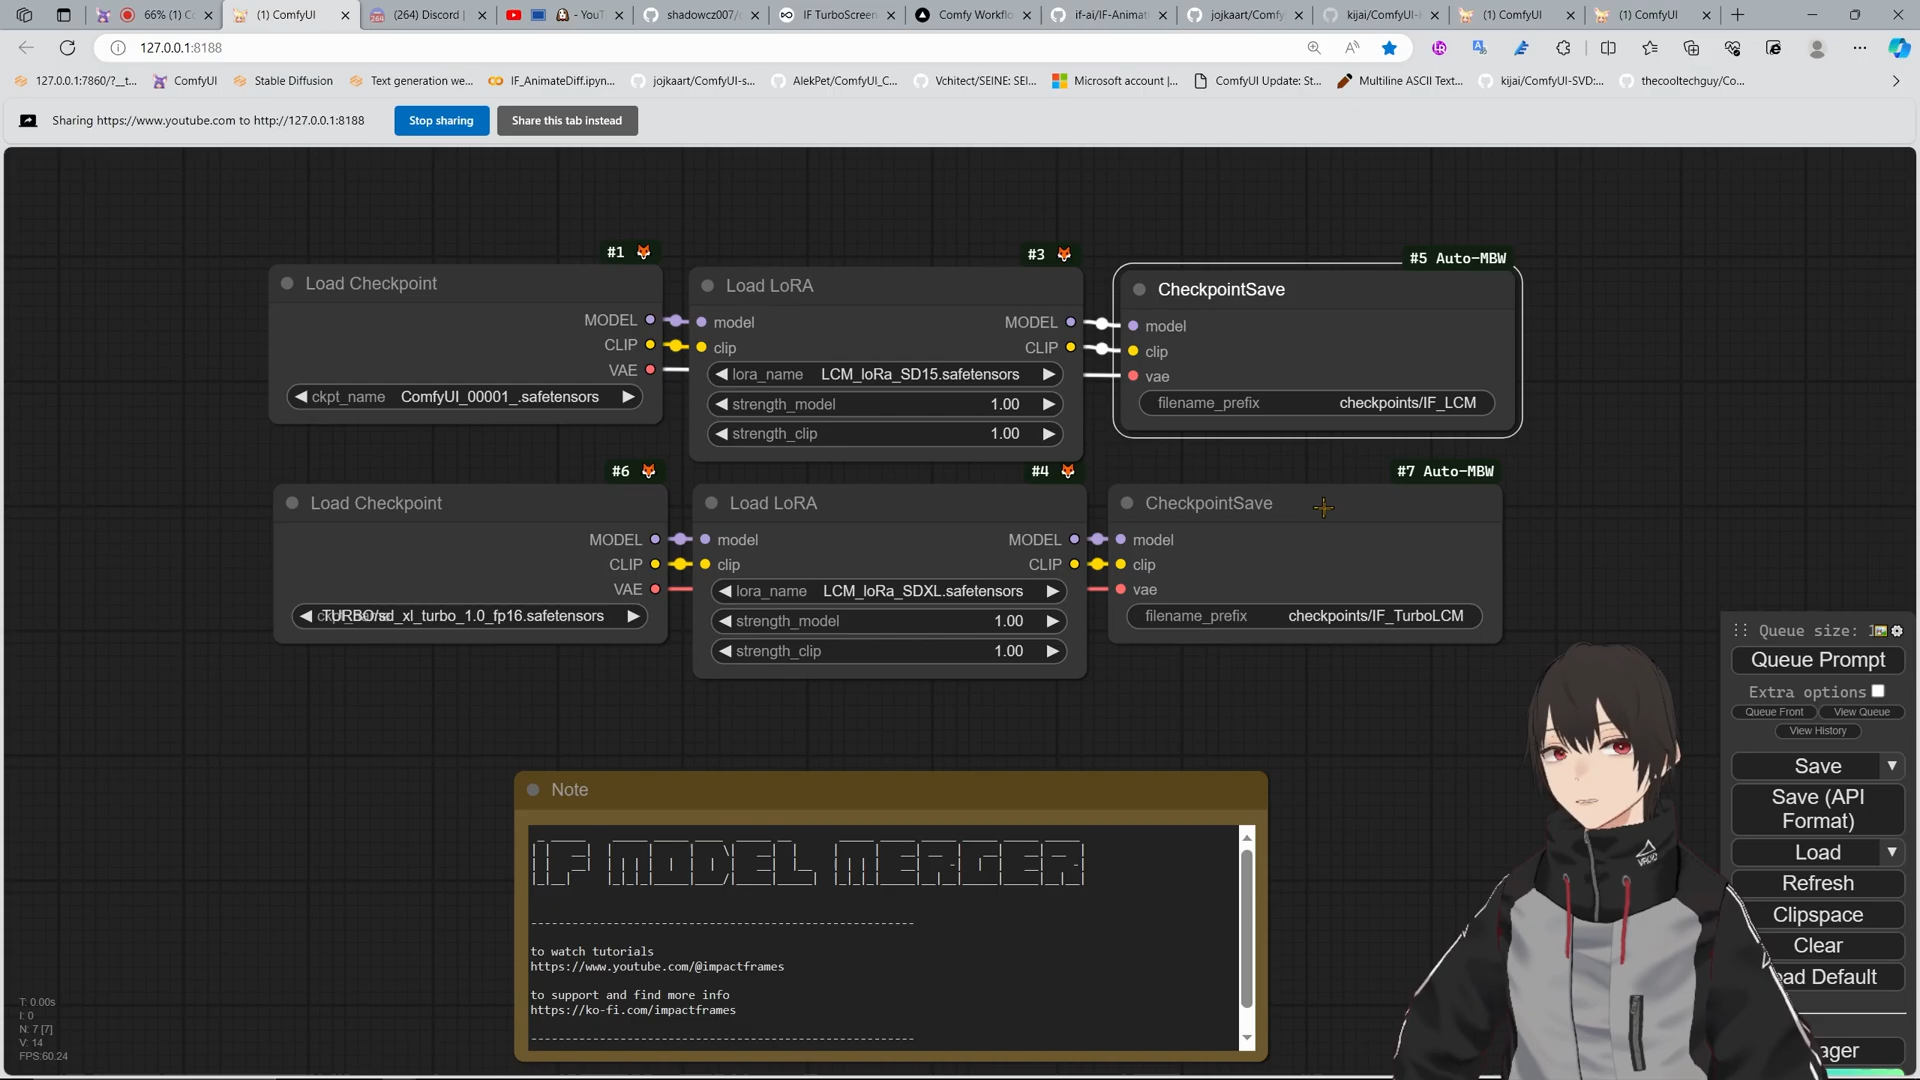 66% (1) Co
(1) ComfyUI
(264) Discord |
- YouT
shadowcz007/c
IF TurboScreen
Comfy Workflo
if-ai/IF-Animat
jojkaart/Comfy
kijai/ComfyUI-
(1) ComfyUI
(1) ComfyUI
127.0.0.1:8188
127.0.0.1:7860/?__t...
ComfyUI
Stable Diffusion
Text generation we...
IF_AnimateDiff.ipyn...
jojkaart/ComfyUI-s...
AlekPet/ComfyUI_C...
Vchitect/SEINE: SEI...
Microsoft account |...
ComfyUI Update: St...
Multiline ASCII Text...
kijai/ComfyUI-SVD:...
thecooltechguy/Co...
Sharing https://www.youtube.com to http://127.0.0.1:8188
Stop sharing
Share this tab instead
#1
Load Checkpoint
MODEL
CLIP
VAE
ckpt_name ComfyUI_00001_.safetensors
#3
Load LoRA
model MODEL
clip CLIP
lora_name LCM_loRa_SD15.safetensors
strength_model 1.00
strength_clip 1.00
#5 Auto-MBW
CheckpointSave
model
clip
vae
filename_prefix checkpoints/IF_LCM
#6
Load Checkpoint
MODEL
CLIP
VAE
TURBO/sd_xl_turbo_1.0_fp16.safetensors
#4
Load LoRA
model MODEL
clip CLIP
lora_name LCM_loRa_SDXL.safetensors
strength_model 1.00
strength_clip 1.00
#7 Auto-MBW
CheckpointSave
model
clip
vae
filename_prefix checkpoints/IF_TurboLCM
Note
IF MODEL MERGER
to watch tutorials
https://www.youtube.com/@impactframes
to support and find more info
https://ko-fi.com/impactframes
Queue size: 1
Queue Prompt
Extra options
Queue Front
View Queue
View History
Save
Save (API
Format)
Load
Refresh
Clipspace
Clear
ead Default
ager
T: 0.00s
I: 0
N: 7 [7]
V: 14
FPS:60.24